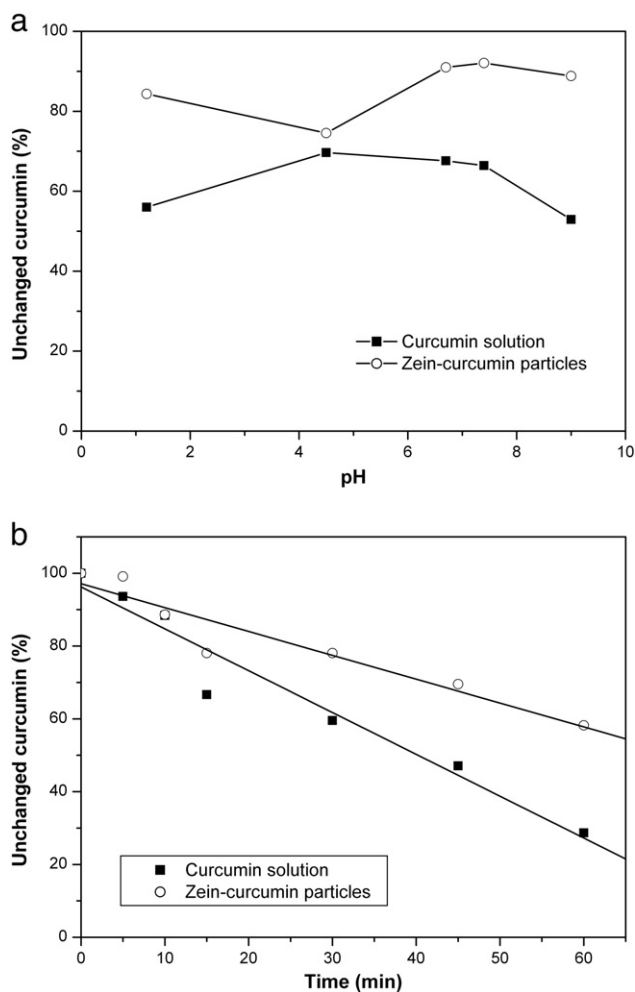 a
100
80
60
40
20
0
Unchanged curcumin (%)
Curcumin solution
Zein-curcumin particles
0 2 4 6 8 10
pH
b
100
80
60
40
20
0
Unchanged curcumin (%)
Curcumin solution
Zein-curcumin particles
0 10 20 30 40 50 60
Time (min)